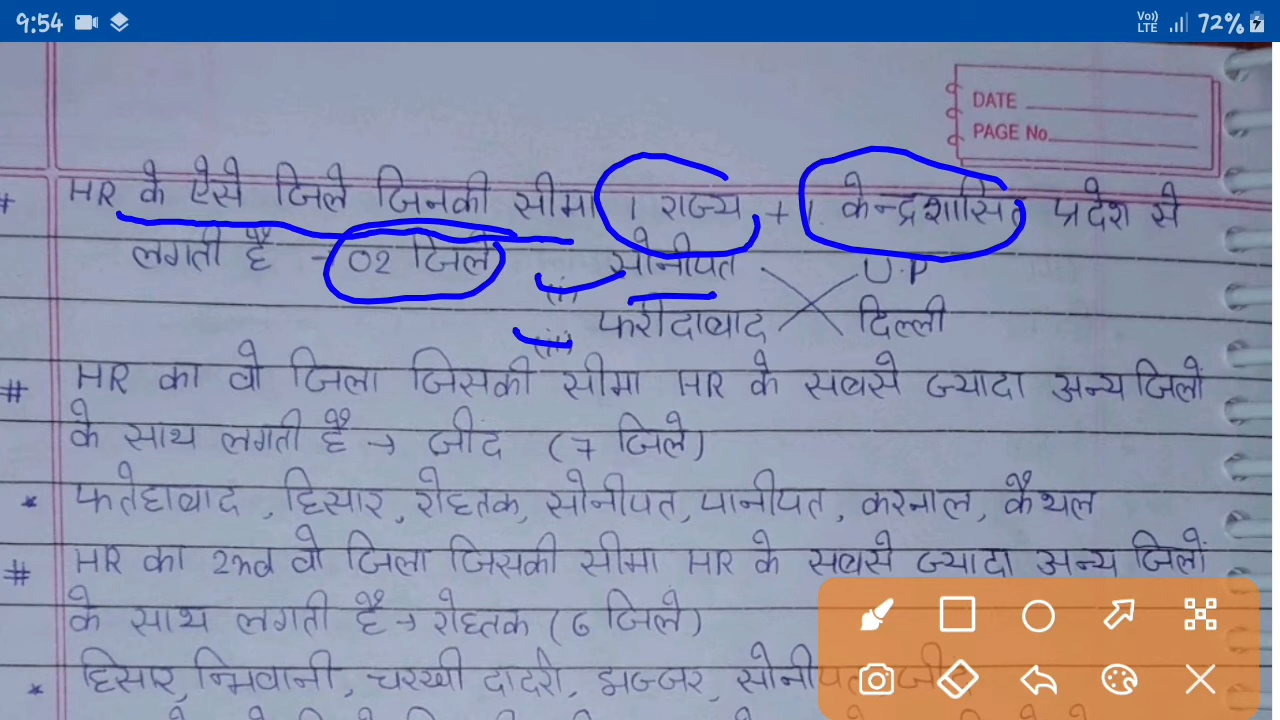 9:54 Vo)) LTE 72%
DATE
PAGE No.
# HR के ऐसे जिले जिनकी सीमा 1 राज्य + 1 केन्द्रशासित प्रदेश से
लगती है - 02 जिले (i) सोनीपत U.P
(ii) फरीदाबाद दिल्ली
# HR का वो जिला जिसकी सीमा HR के सबसे ज्यादा अन्य जिलों
के साथ लगती है → जींद (7 जिले)
* फतेहाबाद, हिसार, रोहतक, सोनीपत, पानीपत, करनाल, कैथल
# HR का 2nd वो जिला जिसकी सीमा HR के सबसे ज्यादा अन्य जिलों
के साथ लगती है → रोहतक (6 जिले)
* हिसार, भिवानी, चरखी दादरी, झज्जर, सोनीपत, जींद